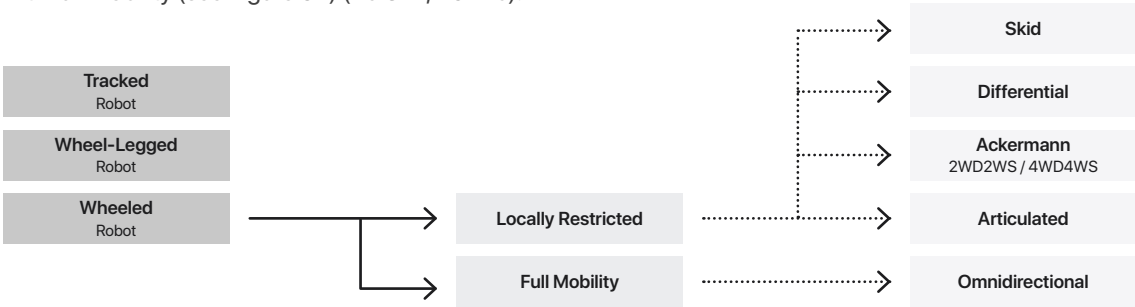 Skid
Tracked
Robot
Differential
Wheel-Legged
Robot
Ackermann
2WD2WS / 4WD4WS
Wheeled
Robot
Locally Restricted
Articulated
Full Mobility
Omnidirectional